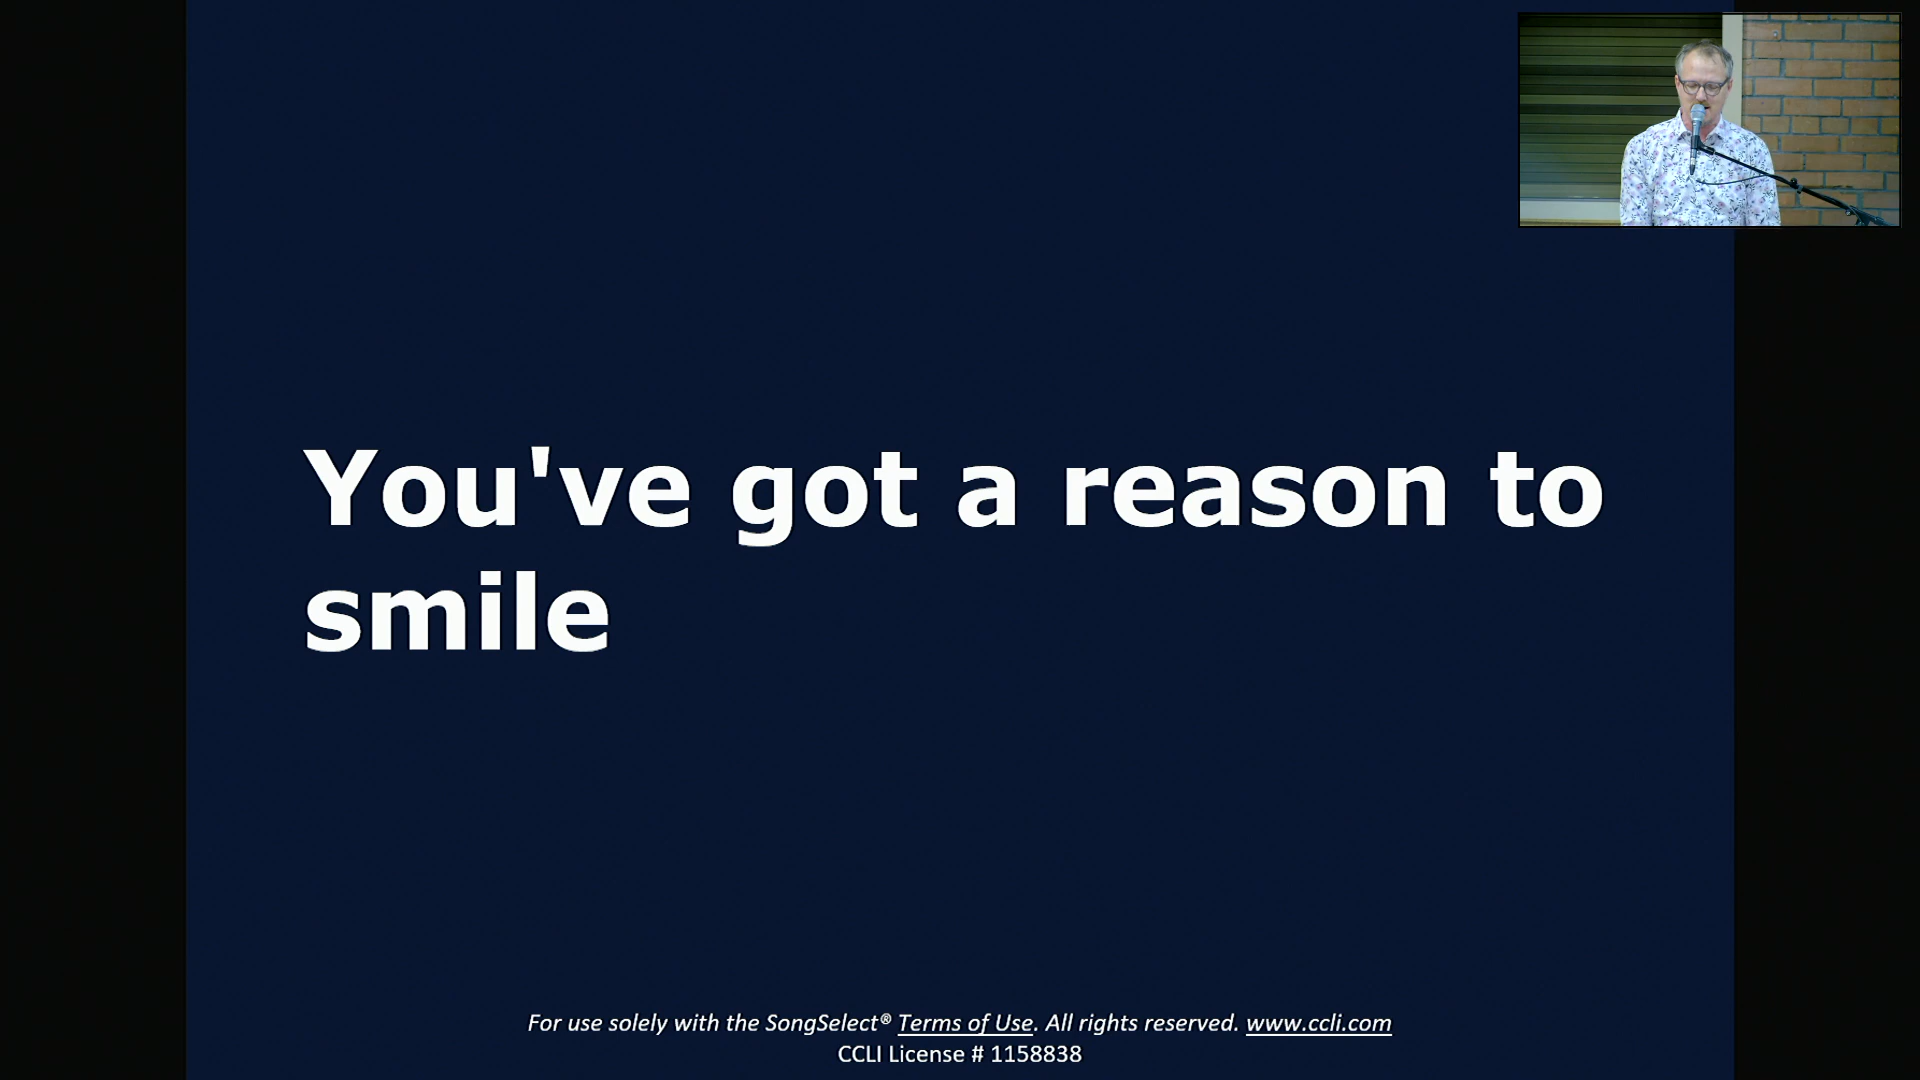 You've got a reason to
smile
For use solely with the SongSelect® Terms of Use. All rights reserved. www.ccli.com
CCLI License # 1158838